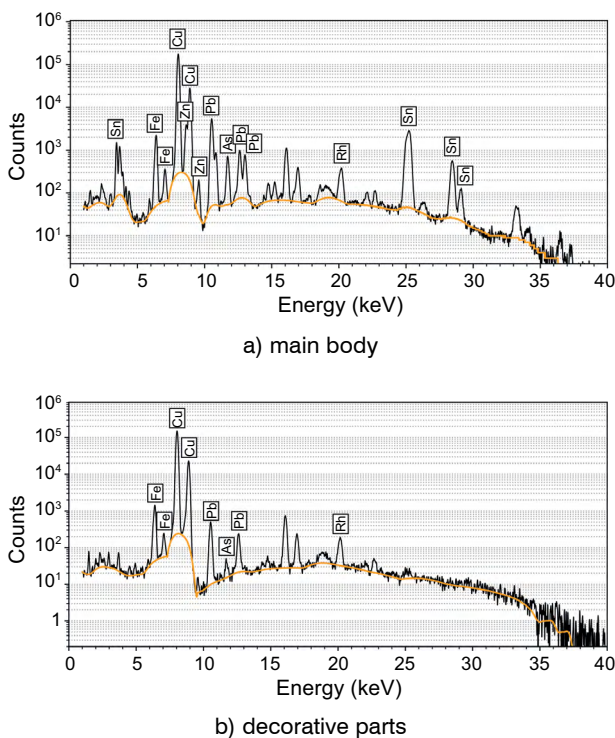 10⁶
10⁵
10⁴
10³
10²
10¹
Counts
Sn
Fe
Fe
Cu
Zn
Cu
Zn
Pb
As
Pb
Pb
Rh
Sn
Sn
Sn
0 5 10 15 20 25 30 35 40
Energy (keV)
a) main body
10⁶
10⁵
10⁴
10³
10²
10¹
1
Counts
Fe
Fe
Cu
Cu
Pb
As
Pb
Rh
0 5 10 15 20 25 30 35 40
Energy (keV)
b) decorative parts